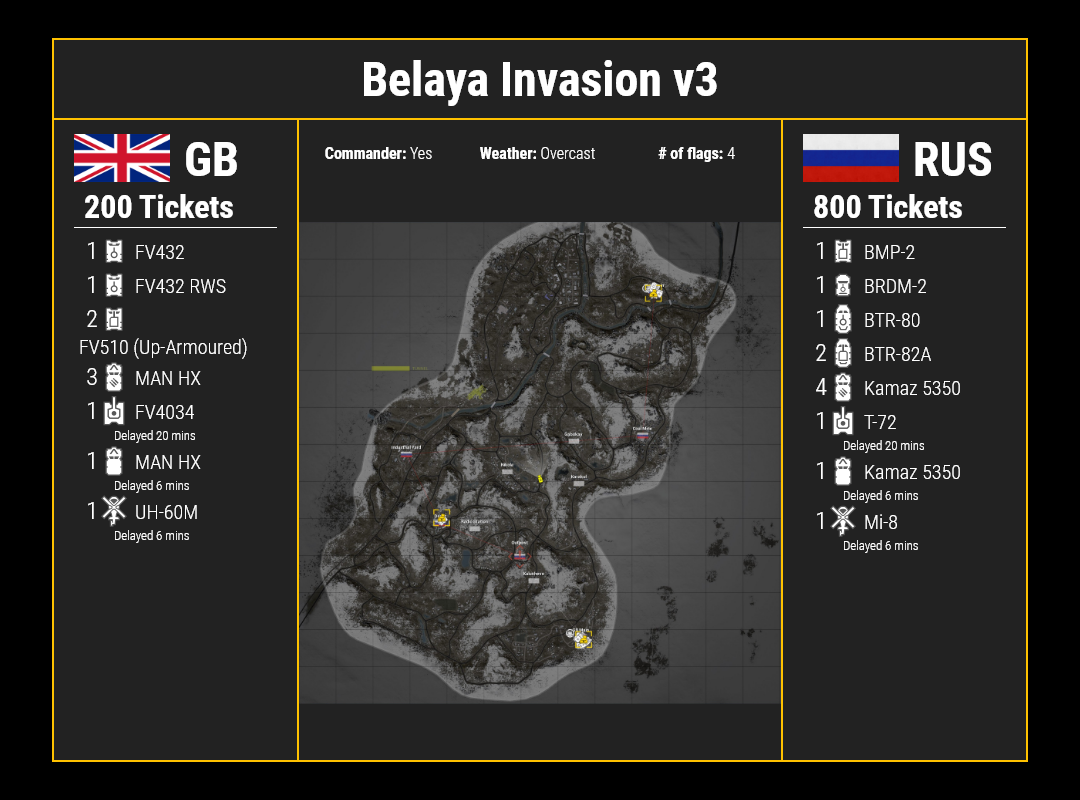 Belaya Invasion v3
GB
200 Tickets
1 FV432
1 FV432 RWS
2
FV510 (Up-Armoured)
3 MAN HX
1 FV4034
Delayed 20 mins
1 MAN HX
Delayed 6 mins
1 UH-60M
Delayed 6 mins
Commander: Yes Weather: Overcast # of flags: 4
RUS
800 Tickets
1 BMP-2
1 BRDM-2
1 BTR-80
2 BTR-82A
4 Kamaz 5350
1 T-72
Delayed 20 mins
1 Kamaz 5350
Delayed 6 mins
1 Mi-8
Delayed 6 mins